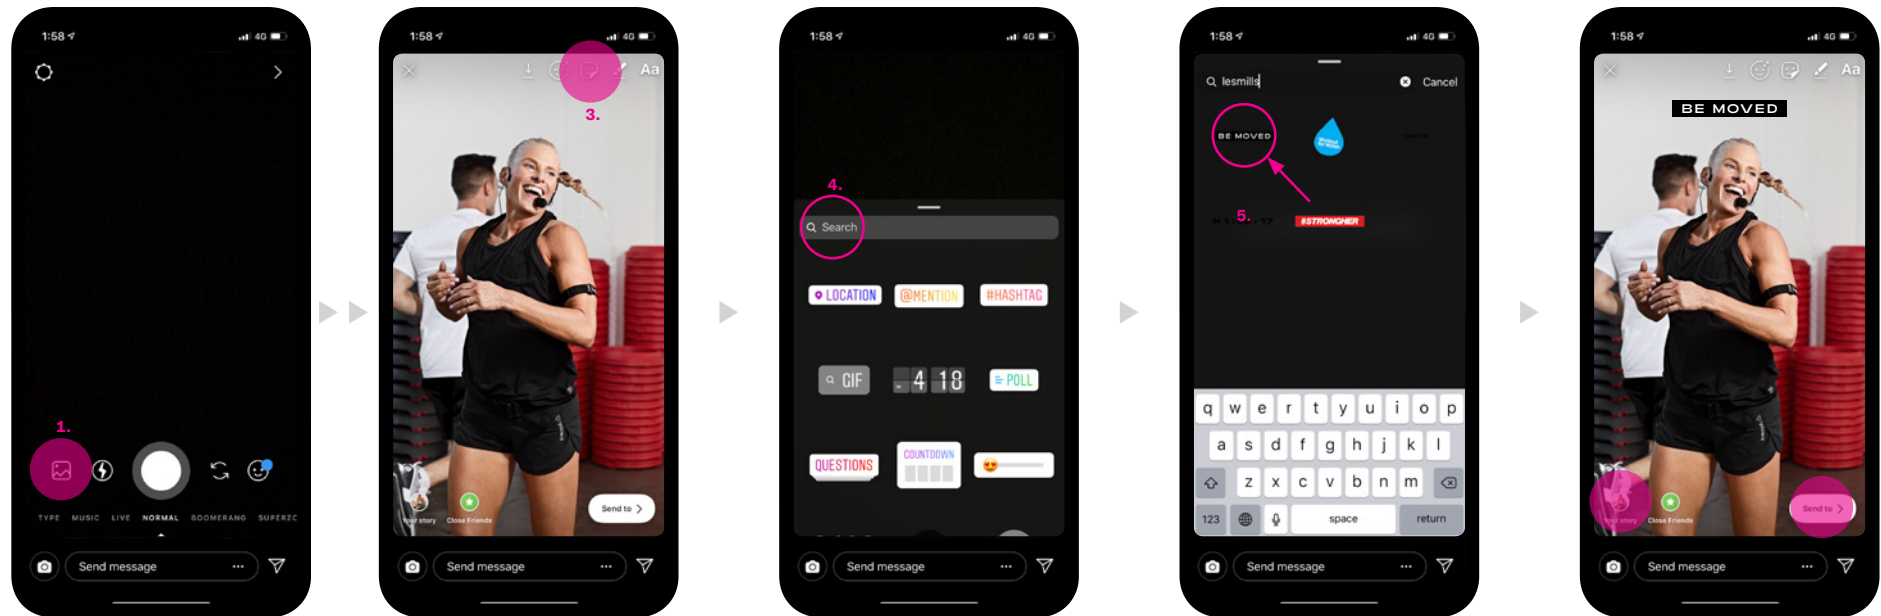 1:58
4G
1.
TYPE MUSIC LIVE NORMAL BOOMERANG SUPERZO
Send message
1:58
4G
Aa
3.
Your story Close Friends
Send to
Send message
1:58
4G
4.
Search
LOCATION @MENTION #HASHTAG
GIF 4 18 POLL
QUESTIONS COUNTDOWN
Send message
1:58
4G
lesmills Cancel
BE MOVED
5.
#STRONGHER
q w e r t y u i o p
a s d f g h j k l
z x c v b n m
123 space return
Send message
1:58
4G
Aa
BE MOVED
Your story Close Friends
Send to
Send message